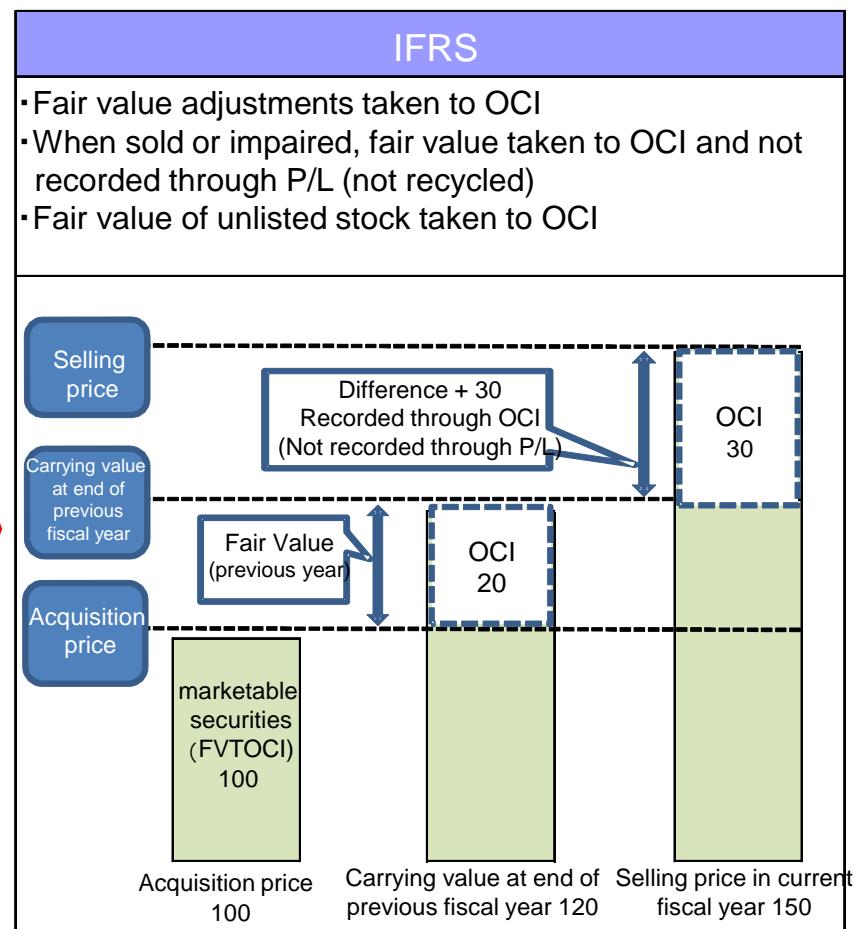 IFRS
・Fair value adjustments taken to OCI
・When sold or impaired, fair value taken to OCI and not
recorded through P/L (not recycled)
・Fair value of unlisted stock taken to OCI
Selling
price
Difference + 30
Recorded through OCI
(Not recorded through P/L)
OCI
30
Carrying value
at end of
previous
fiscal year
Fair Value
(previous year)
OCI
20
Acquisition
price
marketable
securities
（FVTOCI)
100
Acquisition price
100
Carrying value at end of
previous fiscal year 120
Selling price in current
fiscal year 150